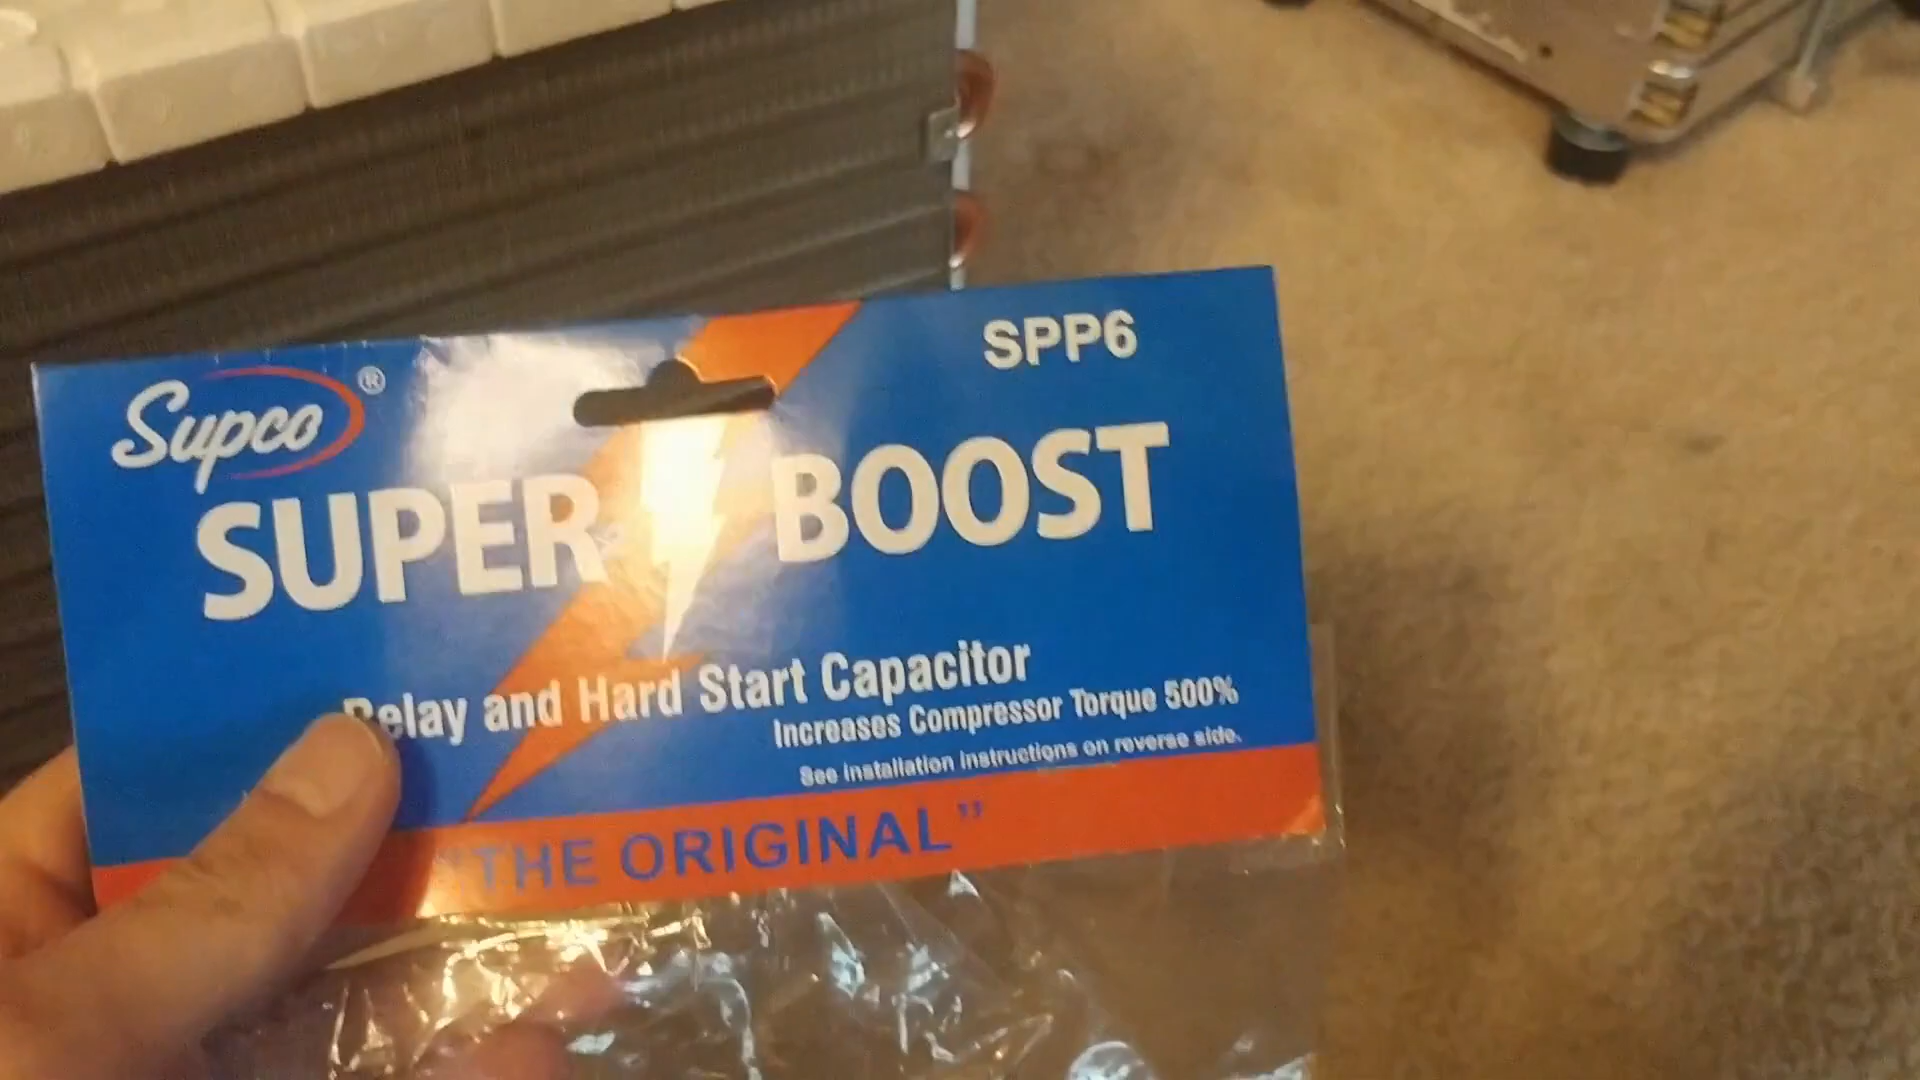 SPP6
Supco®
SUPER BOOST
Relay and Hard Start Capacitor
Increases Compressor Torque 500%
See installation instructions on reverse side.
"THE ORIGINAL"